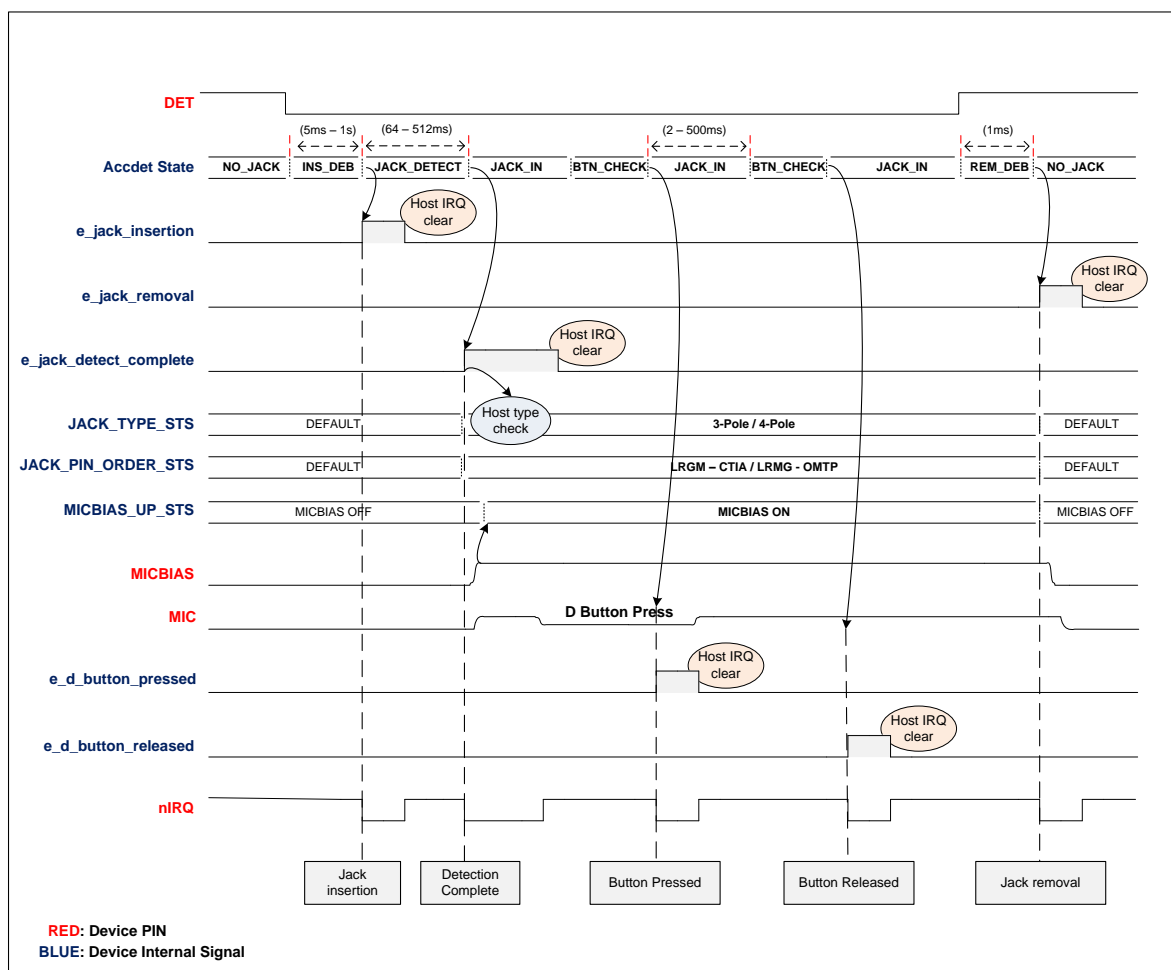 DET
(5ms – 1s)
(64 – 512ms)
(2 – 500ms)
(1ms)
Accdet State
NO_JACK
INS_DEB
JACK_DETECT
JACK_IN
BTN_CHECK
JACK_IN
BTN_CHECK
JACK_IN
REM_DEB
NO_JACK
e_jack_insertion
Host IRQ
clear
e_jack_removal
Host IRQ
clear
e_jack_detect_complete
Host IRQ
clear
Host type
check
JACK_TYPE_STS
DEFAULT
3-Pole / 4-Pole
DEFAULT
JACK_PIN_ORDER_STS
DEFAULT
LRGM – CTIA / LRMG - OMTP
DEFAULT
MICBIAS_UP_STS
MICBIAS OFF
MICBIAS ON
MICBIAS OFF
MICBIAS
MIC
D Button Press
e_d_button_pressed
Host IRQ
clear
e_d_button_released
Host IRQ
clear
nIRQ
Jack
insertion
Detection
Complete
Button Pressed
Button Released
Jack removal
RED: Device PIN
BLUE: Device Internal Signal